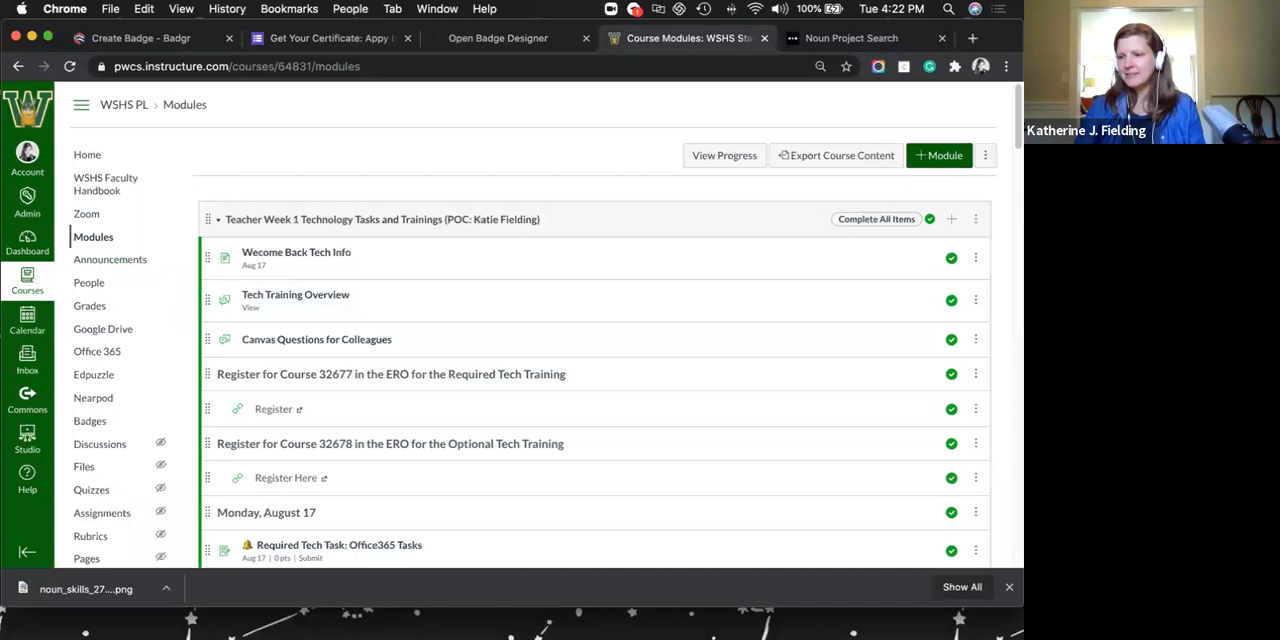 Chrome File Edit View History Bookmarks People Tab Window Help 1 100% Tue 4:22 PM
Create Badge - Badgr Get Your Certificate: Appy Open Badge Designer Course Modules: WSHS Sta Noun Project Search
pwcs.instructure.com/courses/64831/modules
Katherine J. Fielding
W
WSHS PL > Modules
Account
Admin
Dashboard
Courses
Calendar
Inbox
Commons
Studio
Help
Home
WSHS Faculty
Handbook
Zoom
Modules
Announcements
People
Grades
Google Drive
Office 365
Edpuzzle
Nearpod
Badges
Discussions
Files
Quizzes
Assignments
Rubrics
Pages
View Progress Export Course Content + Module
Teacher Week 1 Technology Tasks and Trainings (POC: Katie Fielding) Complete All Items
Wecome Back Tech Info
Aug 17
Tech Training Overview
View
Canvas Questions for Colleagues
Register for Course 32677 in the ERO for the Required Tech Training
Register
Register for Course 32678 in the ERO for the Optional Tech Training
Register Here
Monday, August 17
Required Tech Task: Office365 Tasks
Aug 17 | 0 pts | Submit
noun_skills_27....png Show All